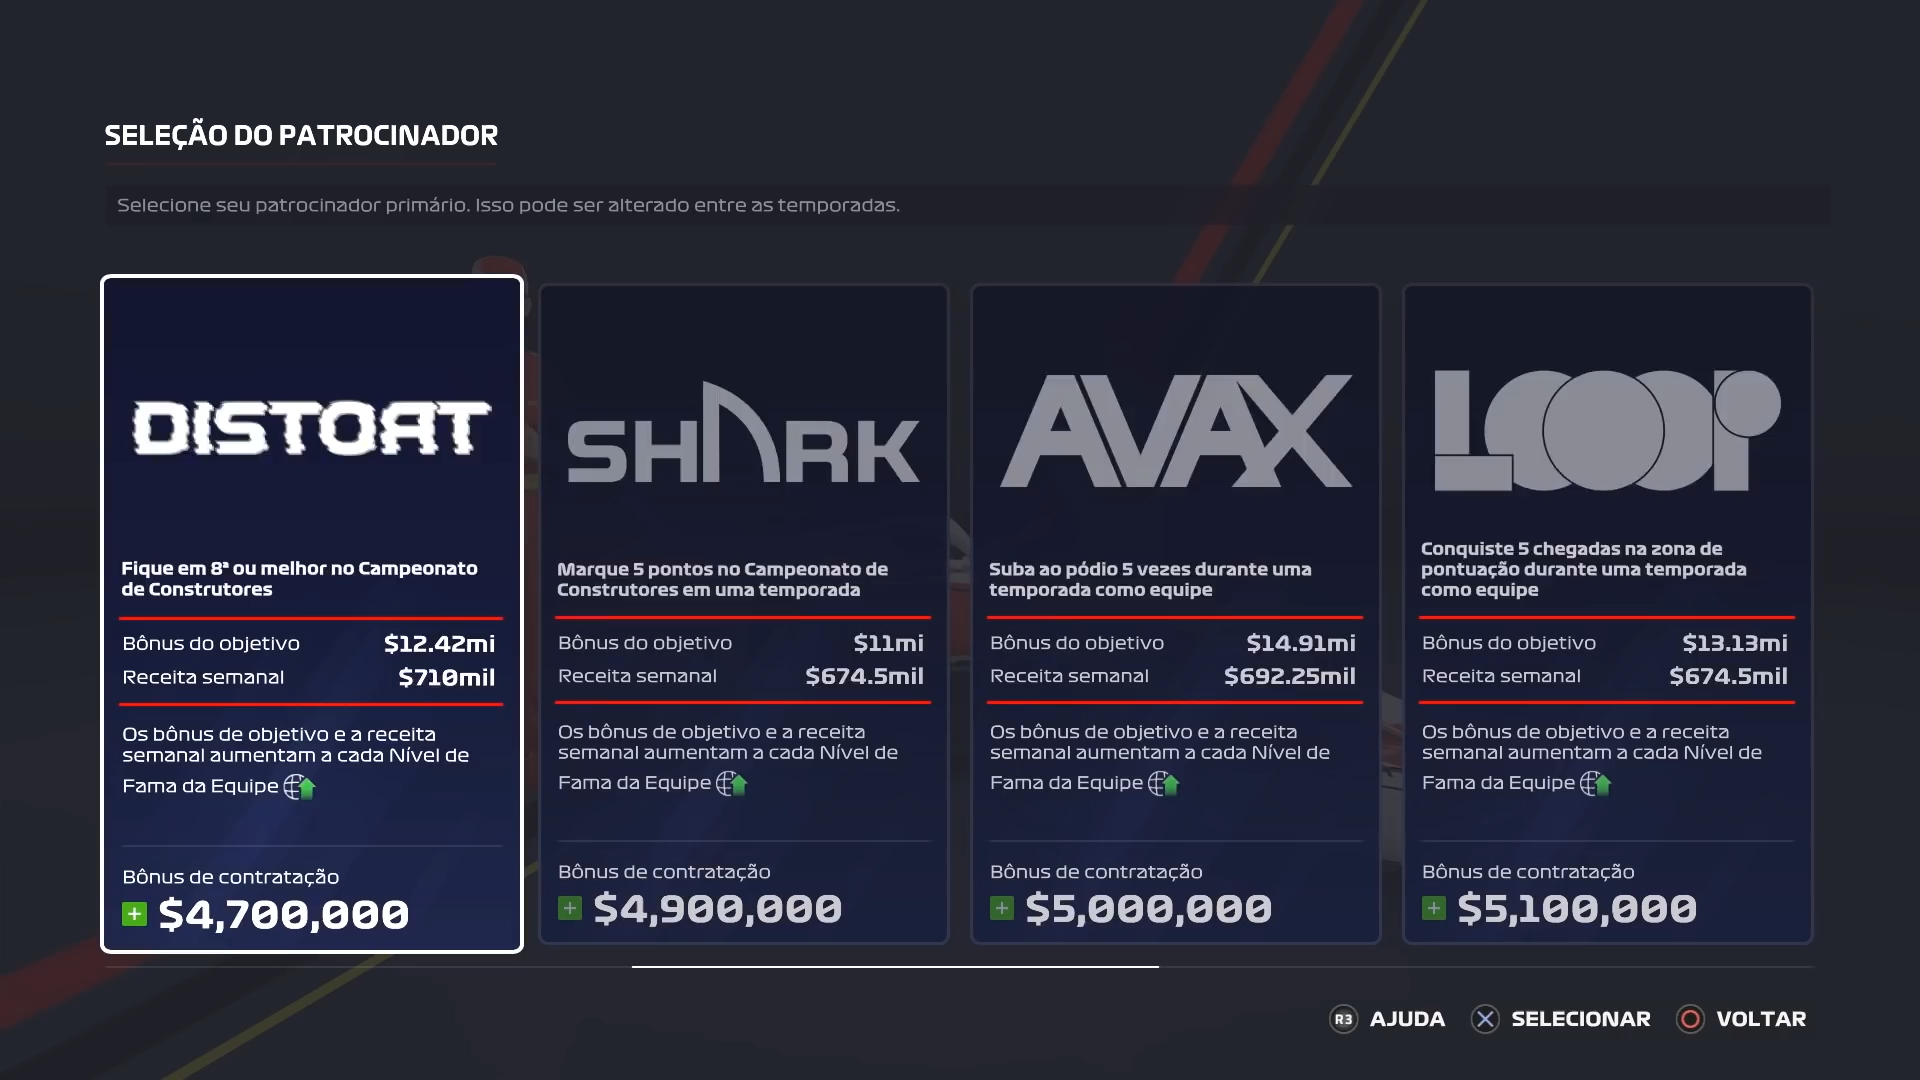 SELEÇÃO DO PATROCINADOR
Selecione seu patrocinador primário. Isso pode ser alterado entre as temporadas.
DISTORT
Fique em 8ª ou melhor no Campeonato
de Construtores
Bônus do objetivo $12.42mi
Receita semanal $710mil
Os bônus de objetivo e a receita
semanal aumentam a cada Nível de
Fama da Equipe
Bônus de contratação
+ $4,700,000
SHARK
Marque 5 pontos no Campeonato de
Construtores em uma temporada
Bônus do objetivo $11mi
Receita semanal $674.5mil
Os bônus de objetivo e a receita
semanal aumentam a cada Nível de
Fama da Equipe
Bônus de contratação
+ $4,900,000
AVAX
Suba ao pódio 5 vezes durante uma
temporada como equipe
Bônus do objetivo $14.91mi
Receita semanal $692.25mil
Os bônus de objetivo e a receita
semanal aumentam a cada Nível de
Fama da Equipe
Bônus de contratação
+ $5,000,000
LOOOP
Conquiste 5 chegadas na zona de
pontuação durante uma temporada
como equipe
Bônus do objetivo $13.13mi
Receita semanal $674.5mil
Os bônus de objetivo e a receita
semanal aumentam a cada Nível de
Fama da Equipe
Bônus de contratação
+ $5,100,000
R3 AJUDA SELECIONAR VOLTAR